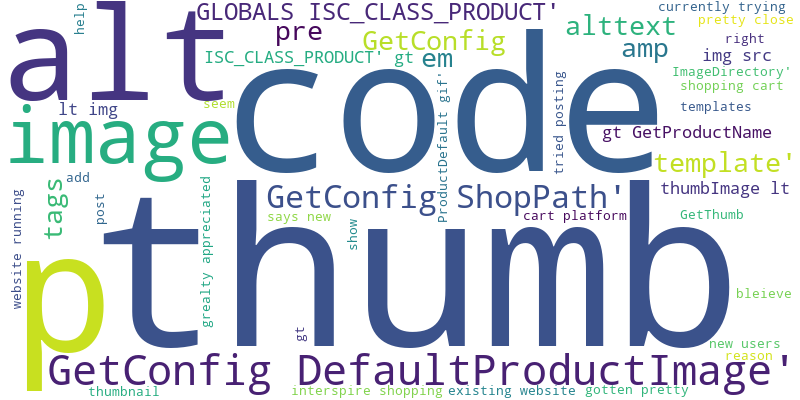 alt
help
GLOBALS ISC_CLASS_PRODUCT'
pre
GetConfig
alttext
currently trying
pretty close
ISC_CLASS_PRODUCT'
gt
em
amp
right
img src
code
ImageDirectory'
shopping cart
lt img
seem
image
ProductDefault gif'
tried posting
templates
gt GetProductName
template'
tags
add
post
website running
grealty appreciated
thumb
GetConfig ShopPath'
thumbImage lt
says new
show
cart platform
GetThumb
p
gt
bleieve
new users
reason
GetConfig DefaultProductImage'
thumbnail
interspire shopping
existing website
gotten pretty